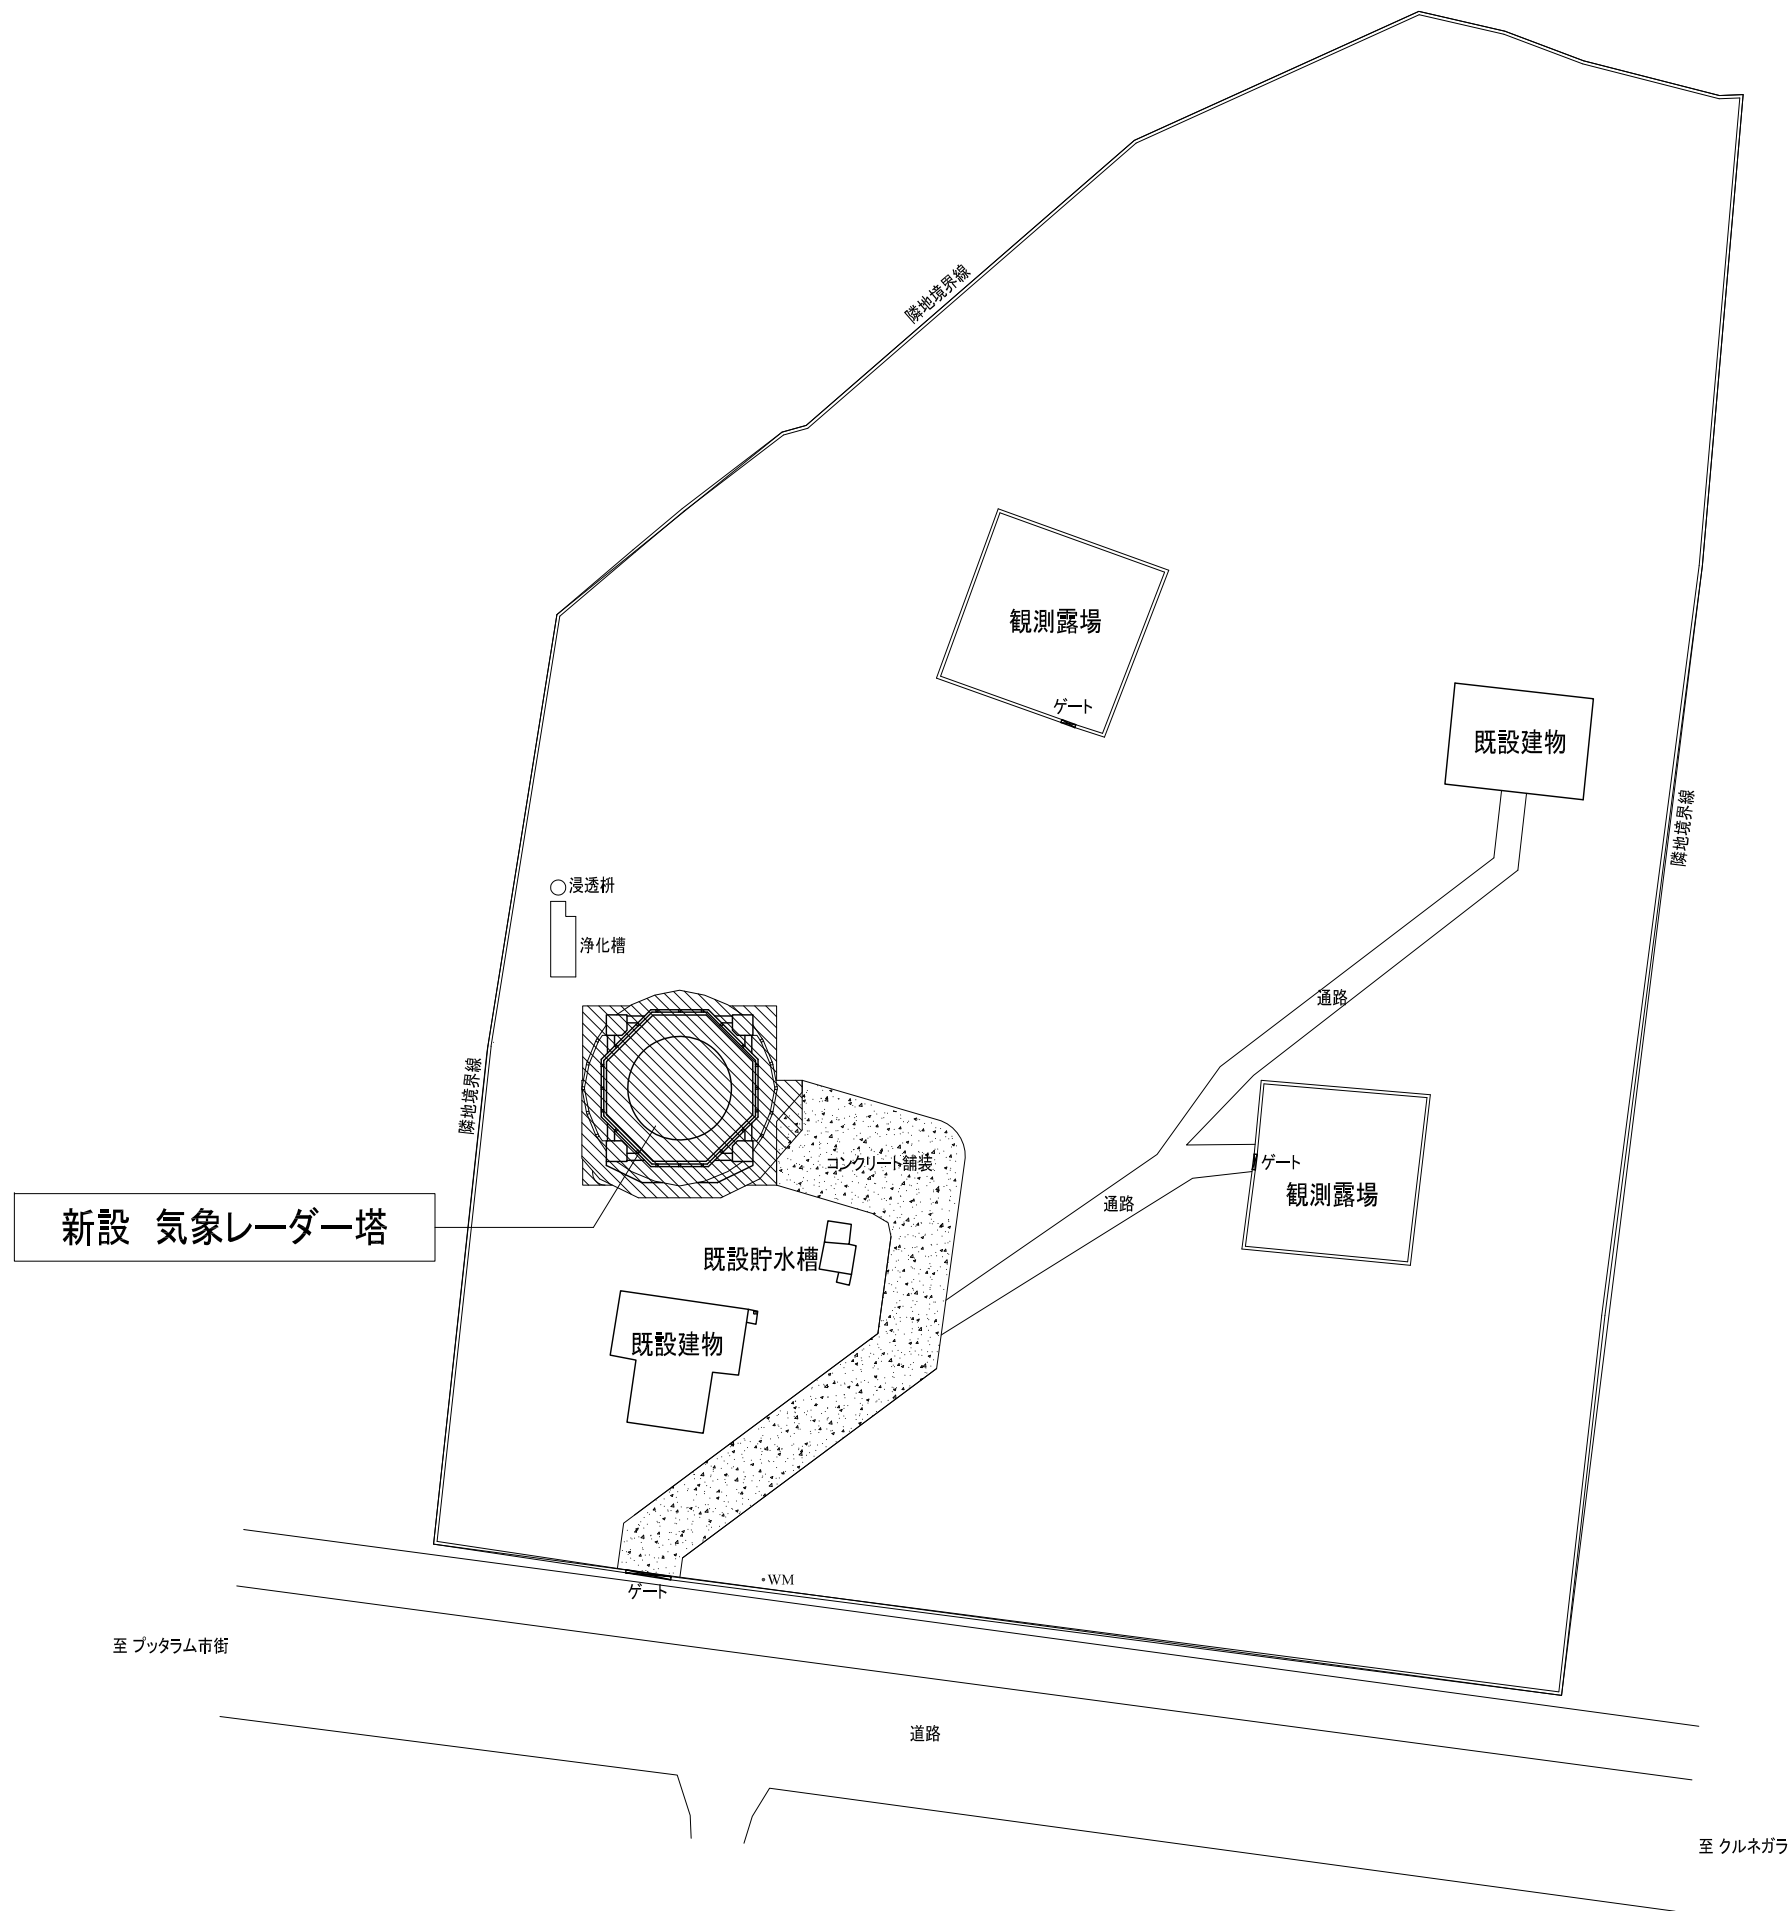 隣地境界線
観測露場
ゲート
既設建物
隣地境界線
浸透枡
浄化槽
通路
隣地境界線
コンクリート舗装
ゲート
観測露場
通路
新設 気象レーダー塔
既設貯水槽
既設建物
WM
ゲート
至 プッタラム市街
道路
至 クルネガラ